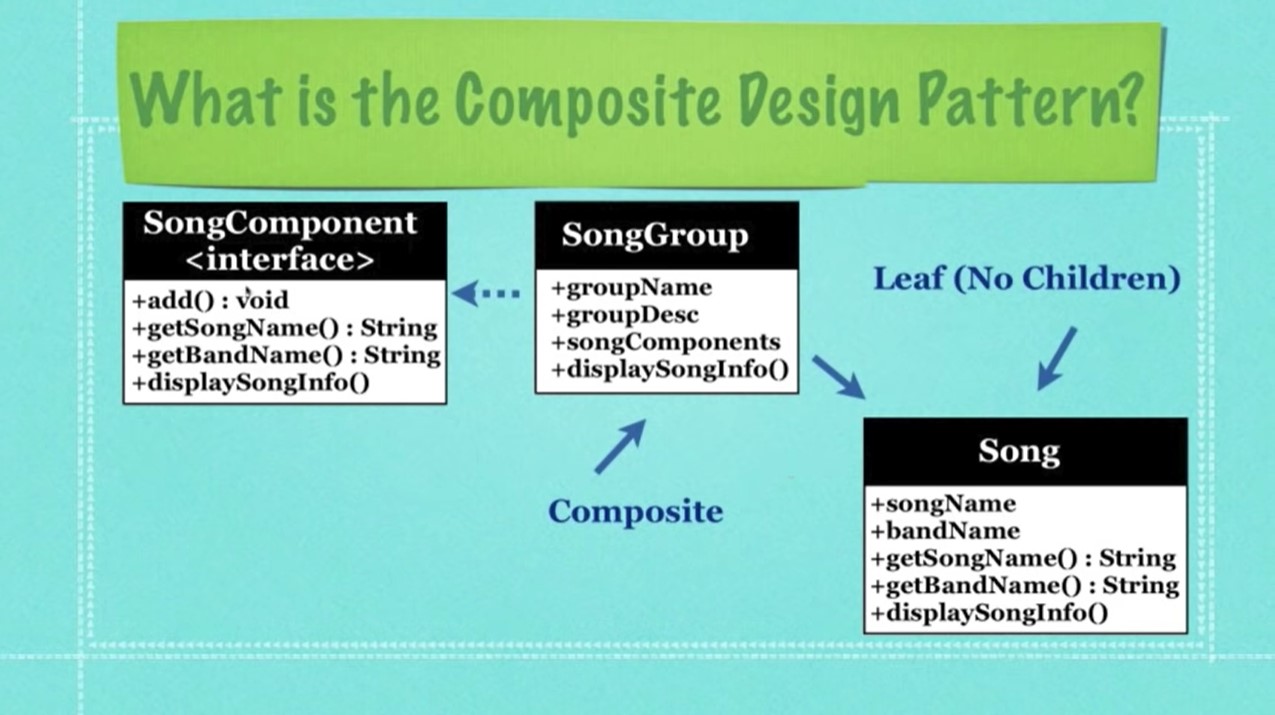 What is the Composite Design Pattern?
SongComponent
<interface>
+add() : void
+getSongName() : String
+getBandName() : String
+displaySongInfo()
SongGroup
+groupName
+groupDesc
+songComponents
+displaySongInfo()
Composite
Leaf (No Children)
Song
+songName
+bandName
+getSongName() : String
+getBandName() : String
+displaySongInfo()